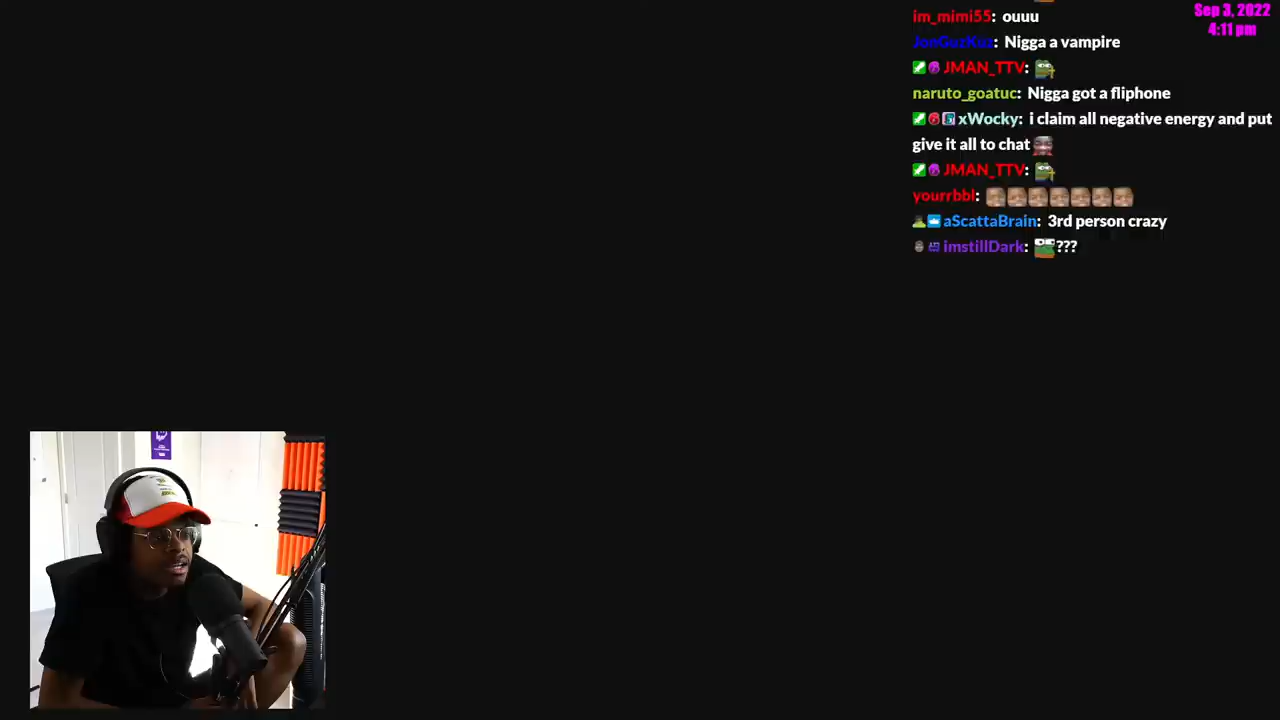 Sep 3, 2022
4:11 pm
im_mimi55: ouuu
JonGuzKuz: Nigga a vampire
JMAN_TTV:
naruto_goatuc: Nigga got a fliphone
xWocky: i claim all negative energy and put
give it all to chat
JMAN_TTV:
yourrbbl:
aScattaBrain: 3rd person crazy
imstillDark: ???